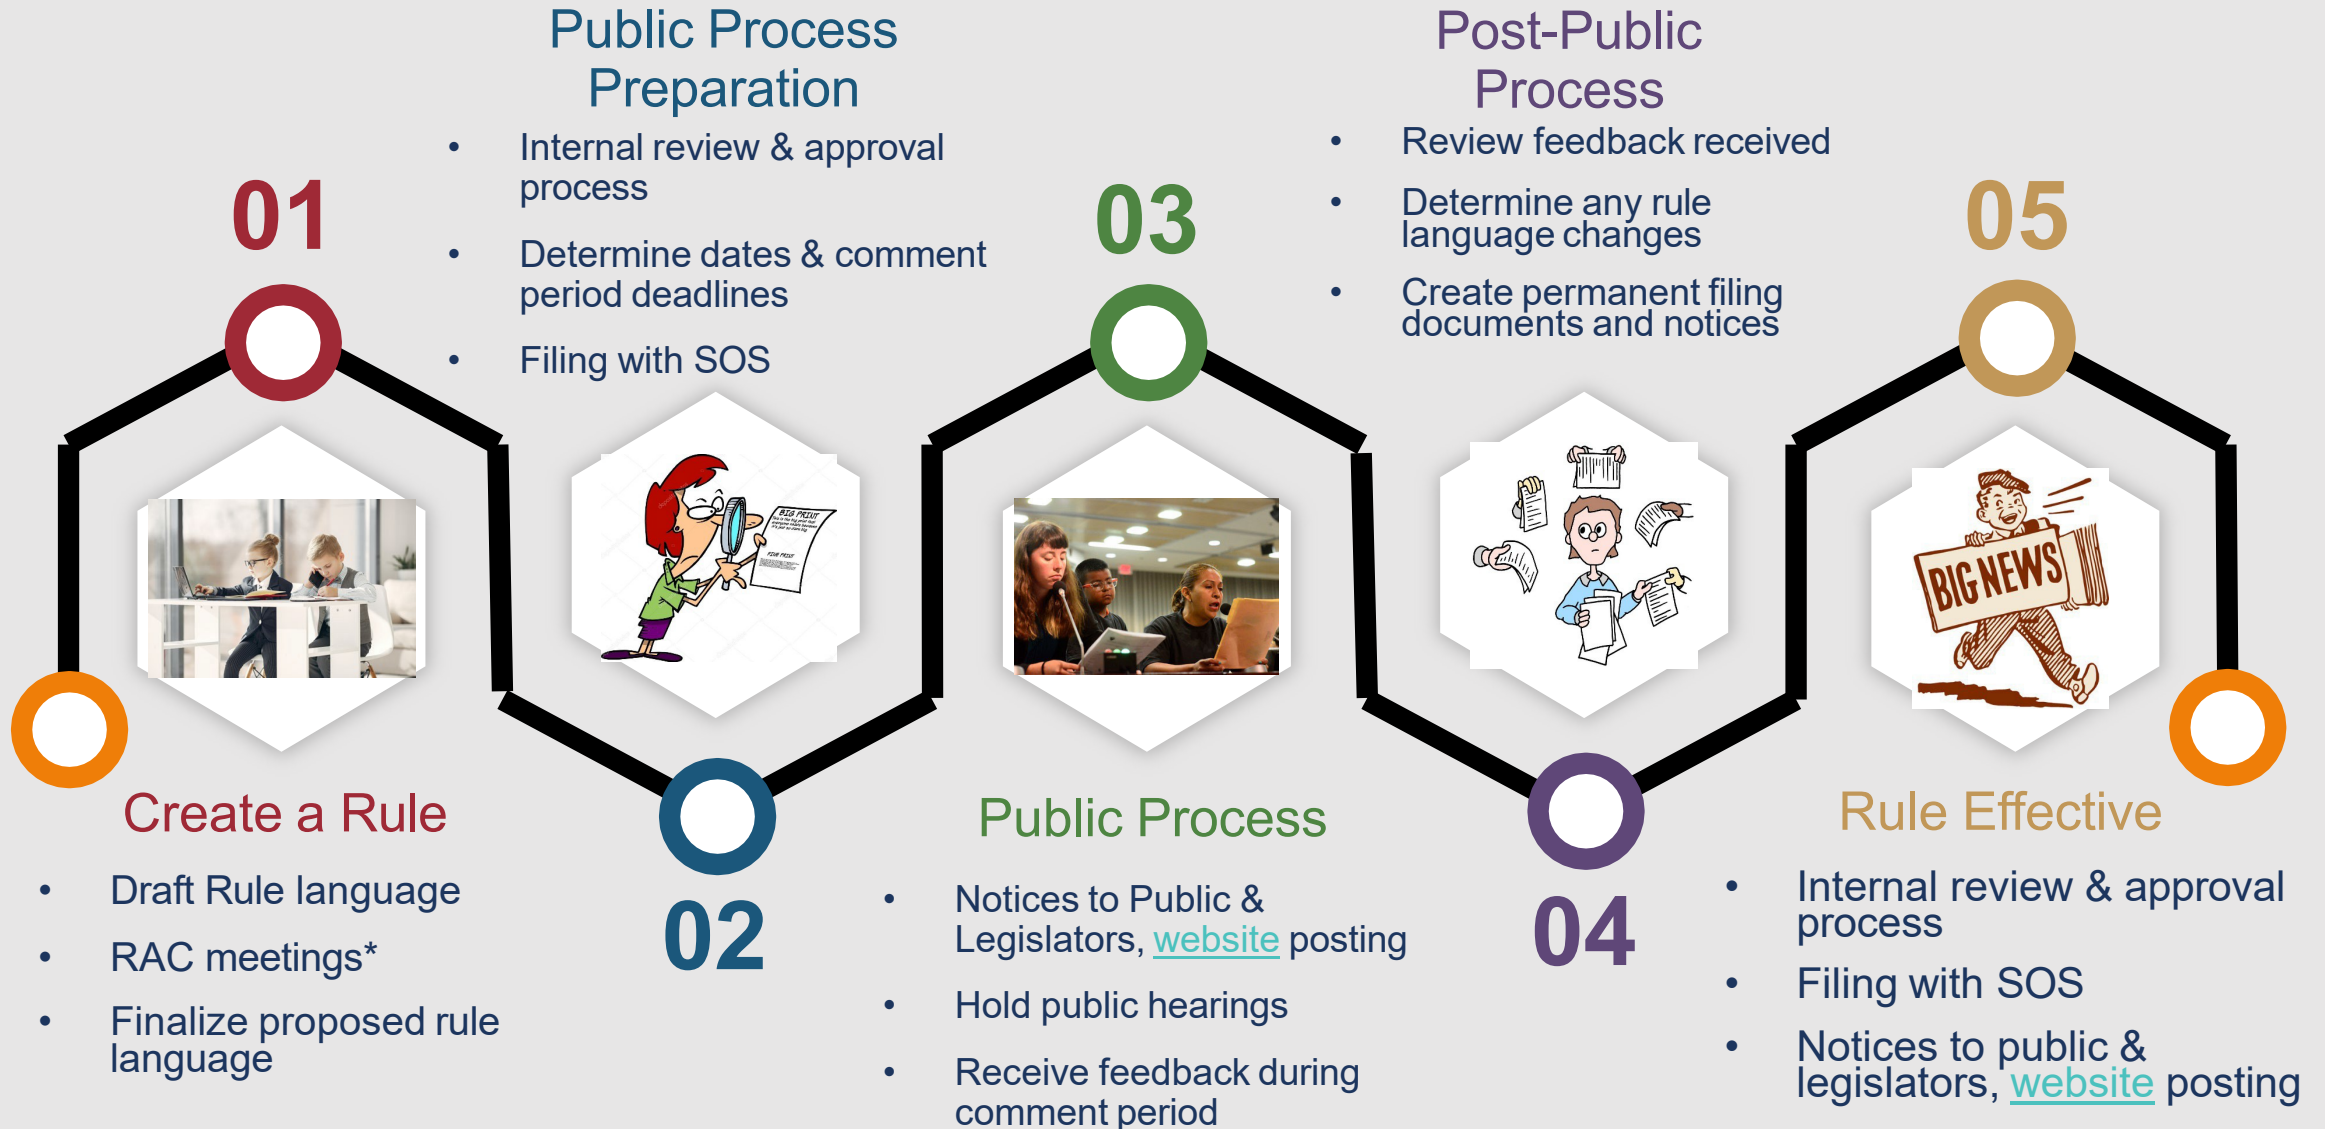 01
Create a Rule
• Draft Rule language
• RAC meetings*
• Finalize proposed rule
language
Public Process
Preparation
• Internal review & approval
process
• Determine dates & comment
period deadlines
• Filing with SOS
BIG PRINT
FINE PRINT
02
03
Public Process
• Notices to Public &
Legislators, website posting
• Hold public hearings
• Receive feedback during
comment period
Post-Public
Process
• Review feedback received
• Determine any rule
language changes
• Create permanent filing
documents and notices
04
05
BIG NEWS
Rule Effective
• Internal review & approval
process
• Filing with SOS
• Notices to public &
legislators, website posting